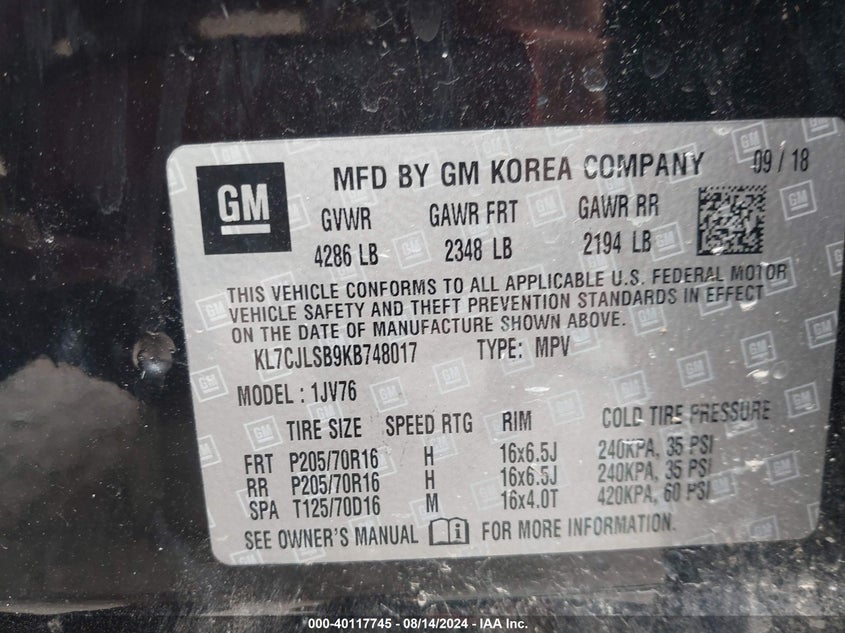 GM
MFD BY GM KOREA COMPANY 09 / 18
GVWR GAWR FRT GAWR RR
4286 LB 2348 LB 2194 LB
THIS VEHICLE CONFORMS TO ALL APPLICABLE U.S. FEDERAL MOTOR
VEHICLE SAFETY AND THEFT PREVENTION STANDARDS IN EFFECT
ON THE DATE OF MANUFACTURE SHOWN ABOVE.
KL7CJLSB9KB748017 TYPE: MPV
MODEL : 1JV76
TIRE SIZE SPEED RTG RIM COLD TIRE PRESSURE
FRT P205/70R16 H 16x6.5J 240KPA, 35 PSI
RR P205/70R16 H 16x6.5J 240KPA, 35 PSI
SPA T125/70D16 M 16x4.0T 420KPA, 60 PSI
SEE OWNER'S MANUAL FOR MORE INFORMATION.
000-40117745 - 08/14/2024 - IAA Inc.